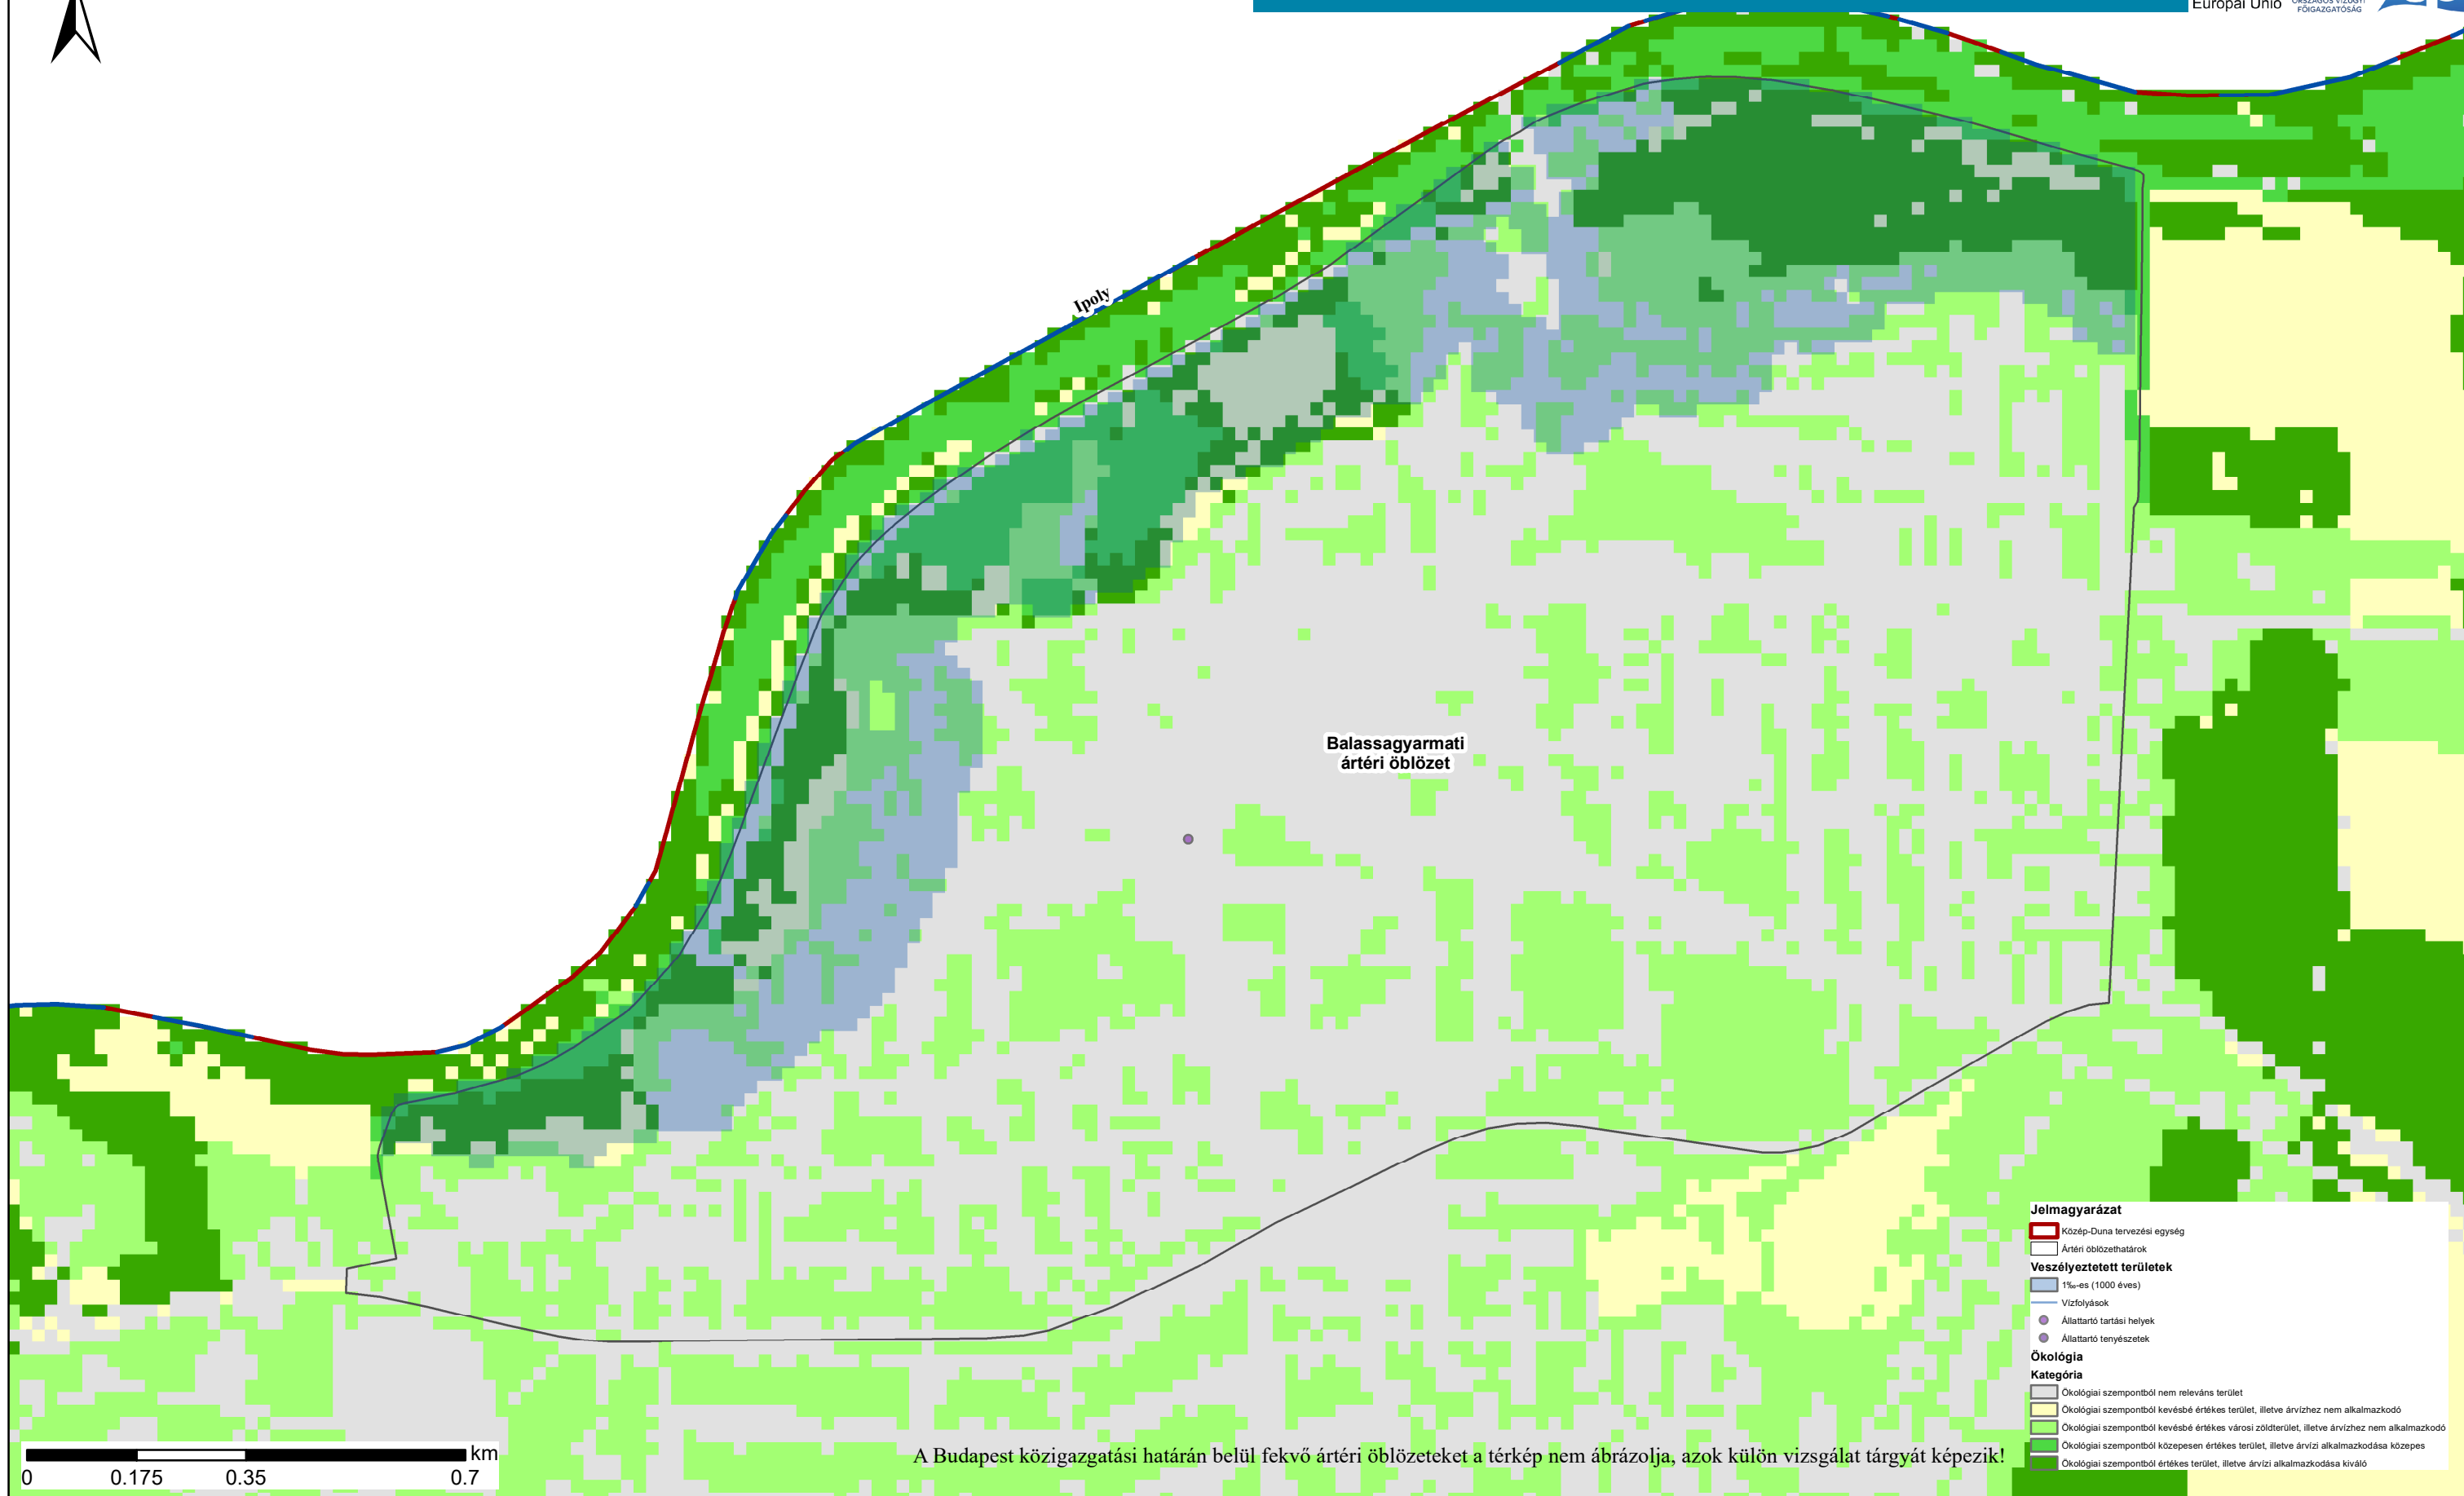 Európai Unió
ORSZÁGOS VÍZÜGYI
FŐIGAZGATÓSÁG
Ipoly
Balassagyarmati
ártéri öblözet
Jelmagyarázat
Közép-Duna tervezési egység
Ártéri öblözethatárok
Veszélyeztetett területek
1‰-es (1000 éves)
Vízfolyások
Állattartó tartási helyek
Állattartó tenyészetek
Ökológia
Kategória
Ökológiai szempontból nem releváns terület
Ökológiai szempontból kevésbé értékes terület, illetve árvízhez nem alkalmazkodó
Ökológiai szempontból kevésbé értékes városi zöldterület, illetve árvízhez nem alkalmazkodó
Ökológiai szempontból közepesen értékes terület, illetve árvízi alkalmazkodása közepes
Ökológiai szempontból értékes terület, illetve árvízi alkalmazkodása kiváló
km
0 0.175 0.35 0.7
A Budapest közigazgatási határán belül fekvő ártéri öblözeteket a térkép nem ábrázolja, azok külön vizsgálat tárgyát képezik!